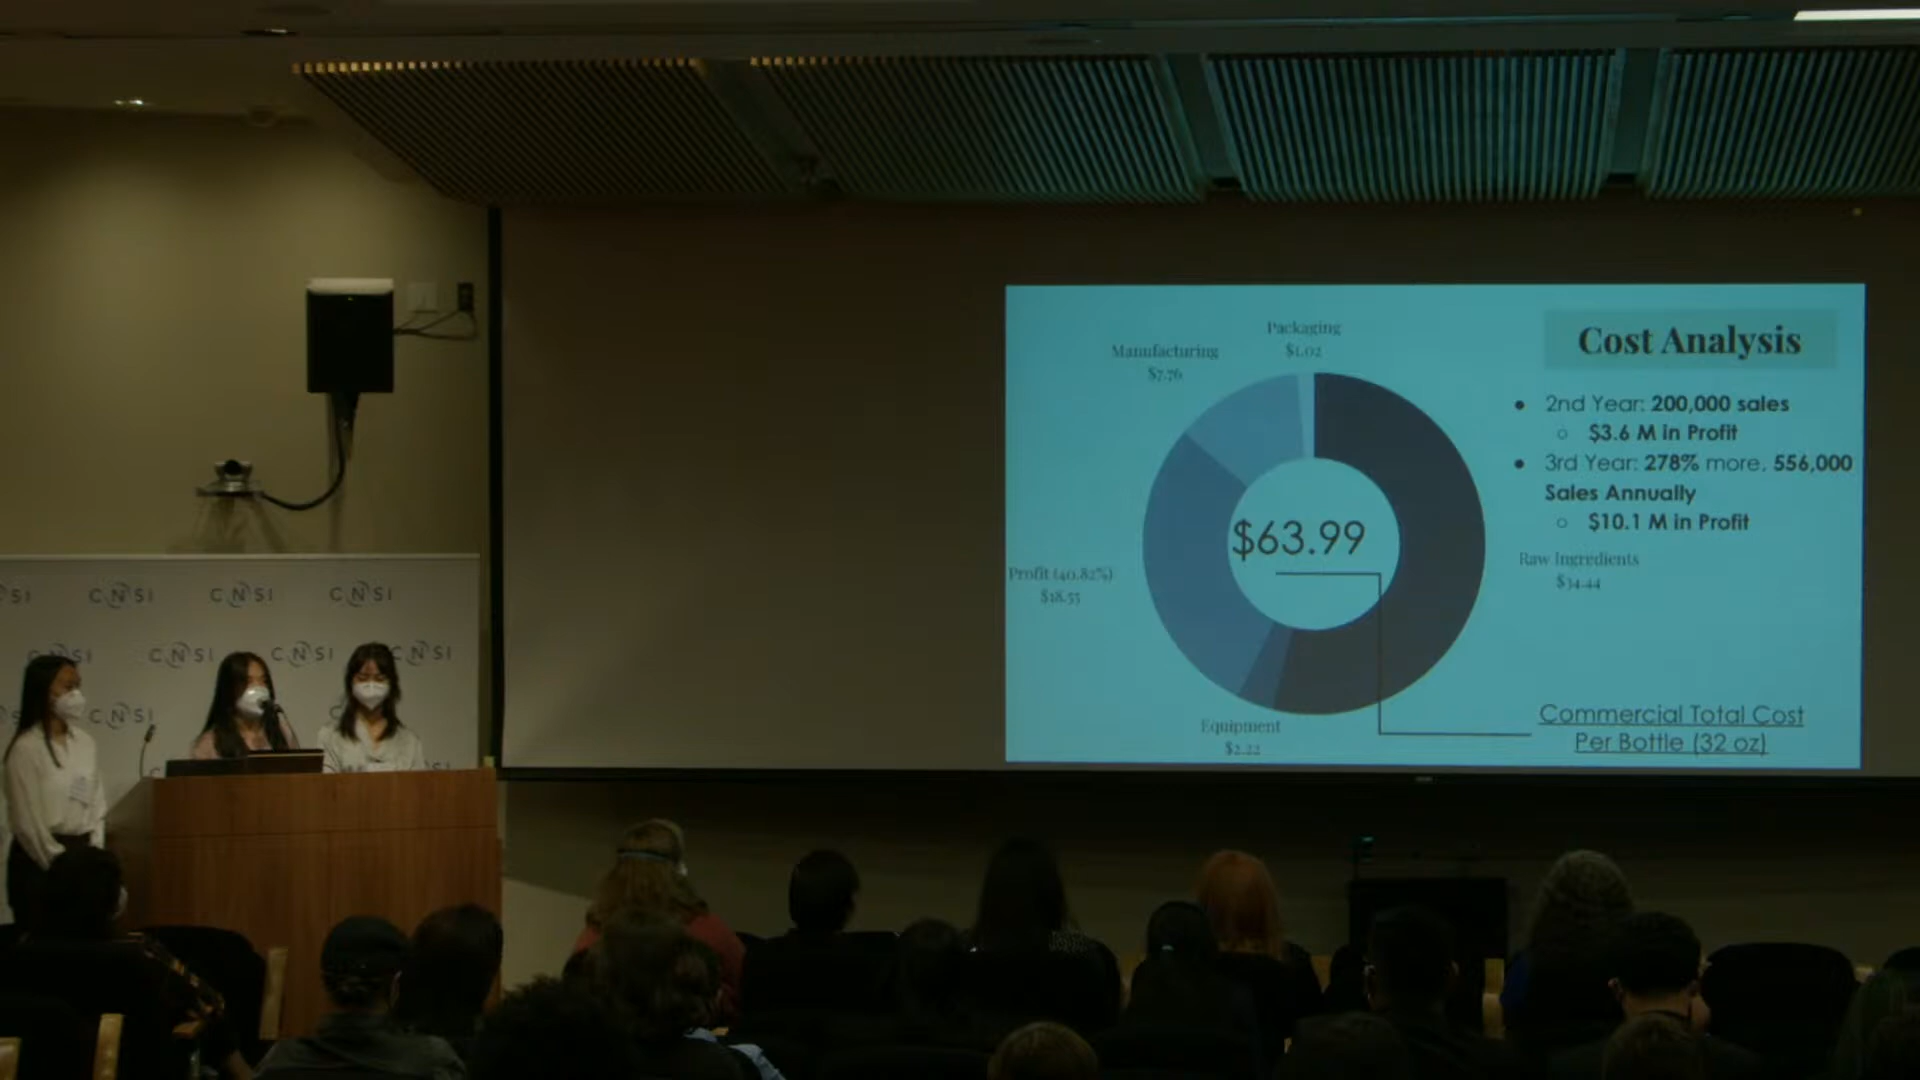 Cost Analysis
Packaging
$1.02
Manufacturing
$7.76
Profit (40.82%)
$18.55
Equipment
$2.22
$63.99
Raw Ingredients
$34.44
• 2nd Year: 200,000 sales
○ $3.6 M in Profit
• 3rd Year: 278% more, 556,000
Sales Annually
○ $10.1 M in Profit
Commercial Total Cost
Per Bottle (32 oz)
CNSI CNSI CNSI
CNSI CNSI CNSI
CNSI